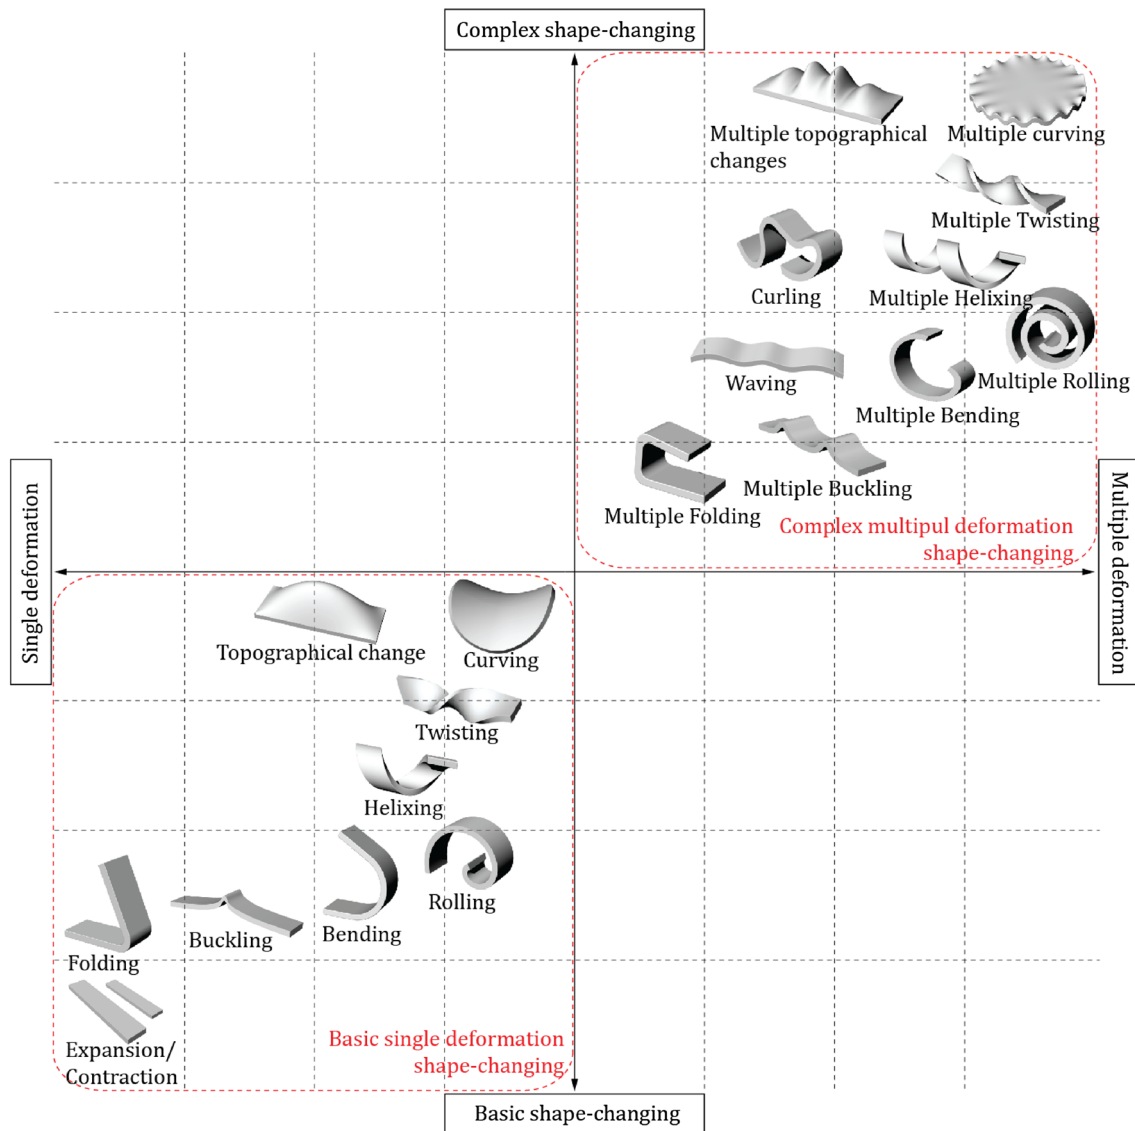 Complex shape-changing
Multiple topographical
changes
Multiple curving
Multiple Twisting
Curling
Multiple Helixing
Waving
Multiple Rolling
Multiple Bending
Multiple Buckling
Multiple Folding
Complex multipul deformation
shape-changing
Single deformation
Multiple deformation
Topographical change
Curving
Twisting
Helixing
Rolling
Bending
Buckling
Folding
Expansion/
Contraction
Basic single deformation
shape-changing
Basic shape-changing